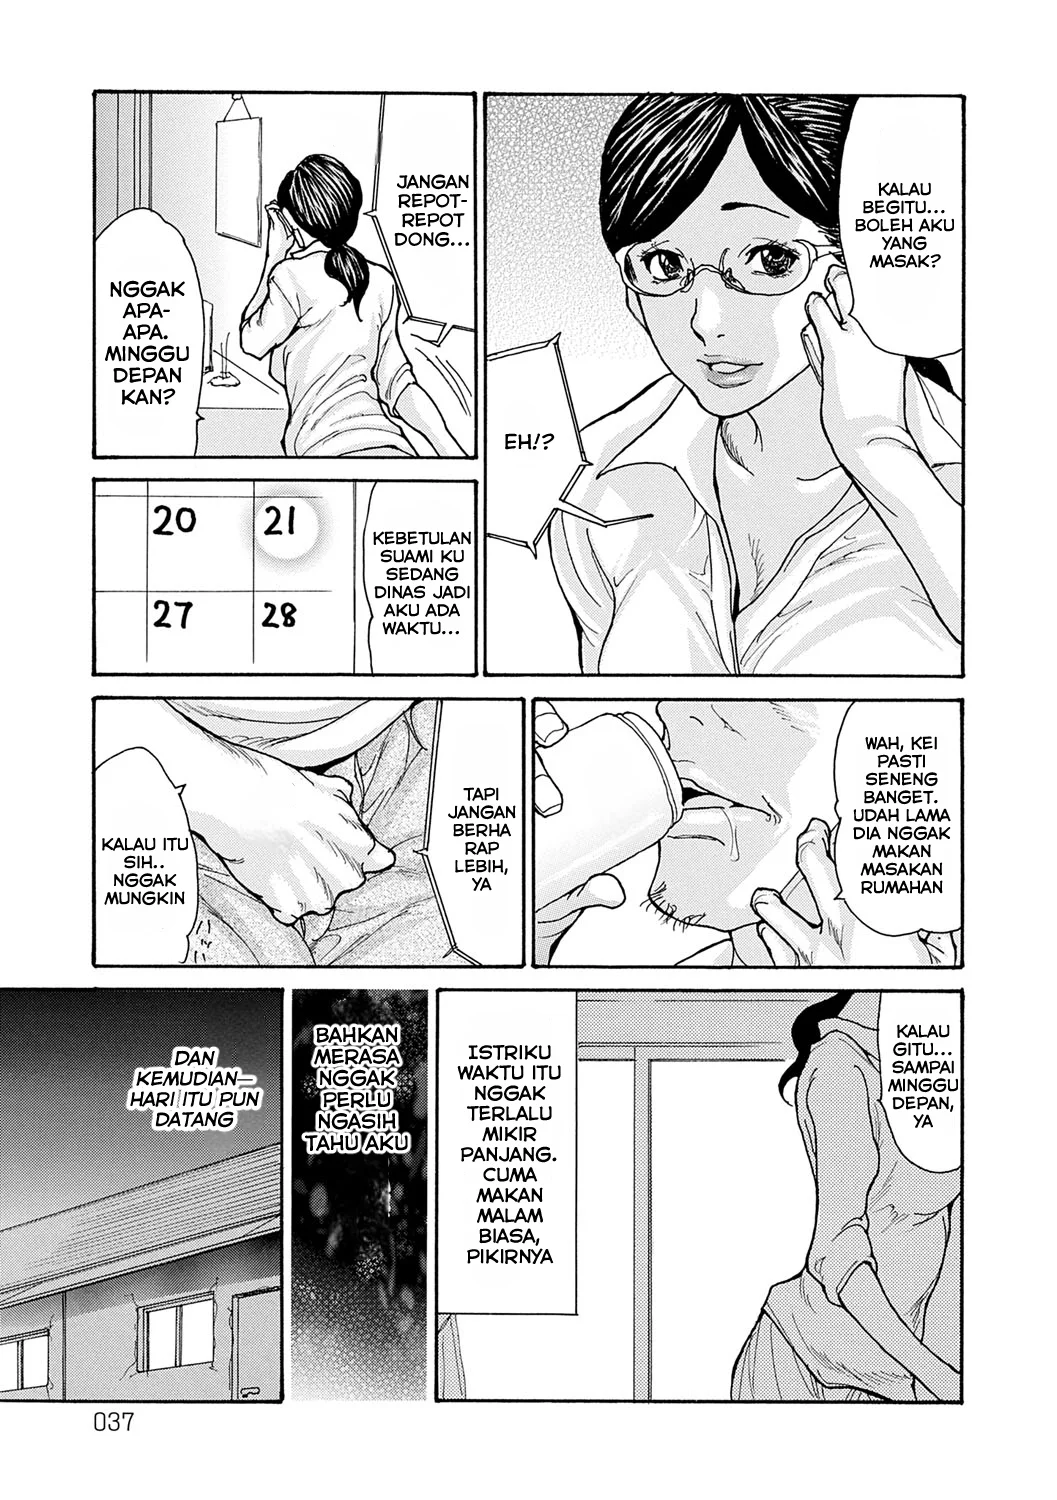 KALAU
BEGITU...
BOLEH AKU
YANG
MASAK?
EH!?
JANGAN
REPOT-
REPOT
DONG...
NGGAK
APA-
APA.
MINGGU
DEPAN
KAN?
20
21
27
28
KEBETULAN
SUAMI KU
SEDANG
DINAS JADI
AKU ADA
WAKTU...
WAH, KEI
PASTI
SENENG
BANGET.
UDAH LAMA
DIA NGGAK
MAKAN
MASAKAN
RUMAHAN
TAPI
JANGAN
BERHA
RAP
LEBIH,
YA
KALAU ITU
SIH..
NGGAK
MUNGKIN
KALAU
GITU...
SAMPAI
MINGGU
DEPAN,
YA
ISTRIKU
WAKTU ITU
NGGAK
TERLALU
MIKIR
PANJANG.
CUMA
MAKAN
MALAM
BIASA,
PIKIRNYA
BAHKAN
MERASA
NGGAK
PERLU
NGASIH
TAHU AKU
DAN
KEMUDIAN—
HARI ITU PUN
DATANG
037